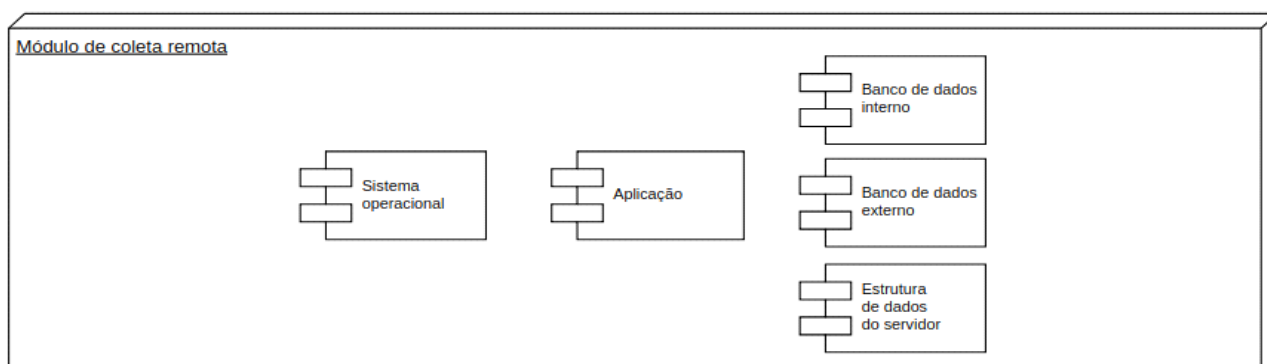 Módulo de coleta remota
Sistema
operacional
Aplicação
Banco de dados
interno
Banco de dados
externo
Estrutura
de dados
do servidor